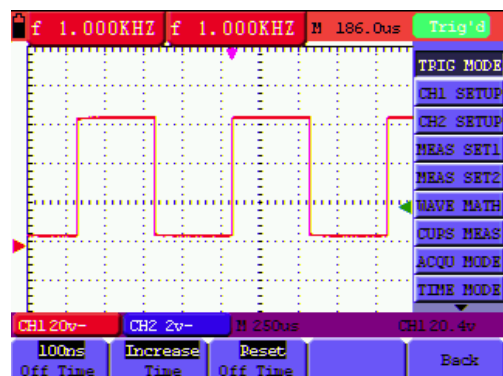 f 1.000KHZ f 1.000KHZ M 186.0us Trig'd
TRIG MODE
CH1 SETUP
CH2 SETUP
MEAS SET1
MEAS SET2
WAVE MATH
CUPS MEAS
ACQU MODE
TIME MODE
CH1 20v- CH2 2v- M 250us CH1 20.4v
100ns Increase Reset
Off Time Time Off Time Back